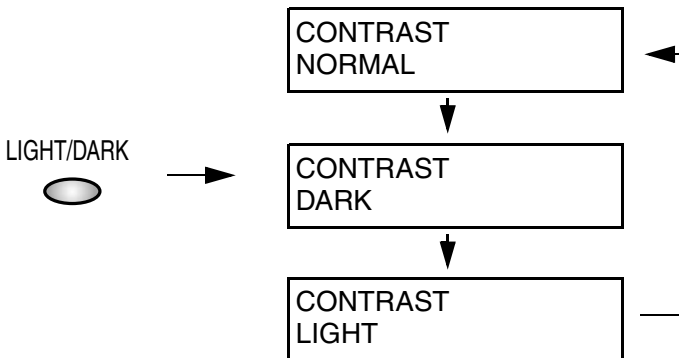 CONTRAST
NORMAL
LIGHT/DARK
CONTRAST
DARK
CONTRAST
LIGHT